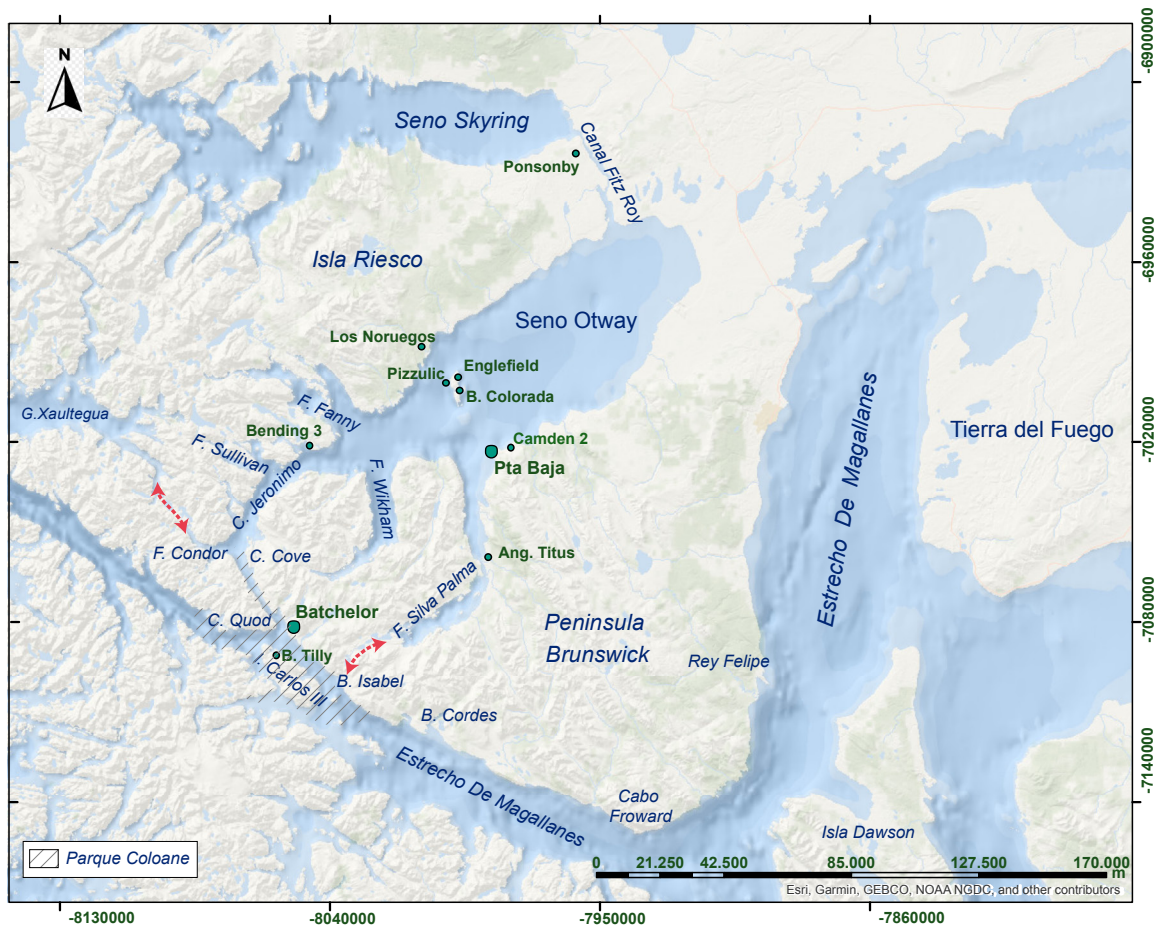 N
Seno Skyring
Canal Fitz Roy
Ponsonby
Isla Riesco
Seno Otway
Los Noruegos
Englefield
Pizzulic
B. Colorada
G.Xaultegua
F. Fanny
Bending 3
F. Sullivan
C. Jeronimo
F. Wikham
Camden 2
Pta Baja
Tierra del Fuego
Estrecho De Magallanes
F. Condor
C. Cove
Ang. Titus
F. Silva Palma
C. Quod
Batchelor
Peninsula
Brunswick
Rey Felipe
B. Tilly
I. Carlos III
B. Isabel
B. Cordes
Estrecho De Magallanes
Cabo
Froward
Isla Dawson
Parque Coloane
0 21.250 42.500 85.000 127.500 170.000
m
Esri, Garmin, GEBCO, NOAA NGDC, and other contributors
-8130000 -8040000 -7950000 -7860000
-6900000
-6960000
-7020000
-7080000
-7140000